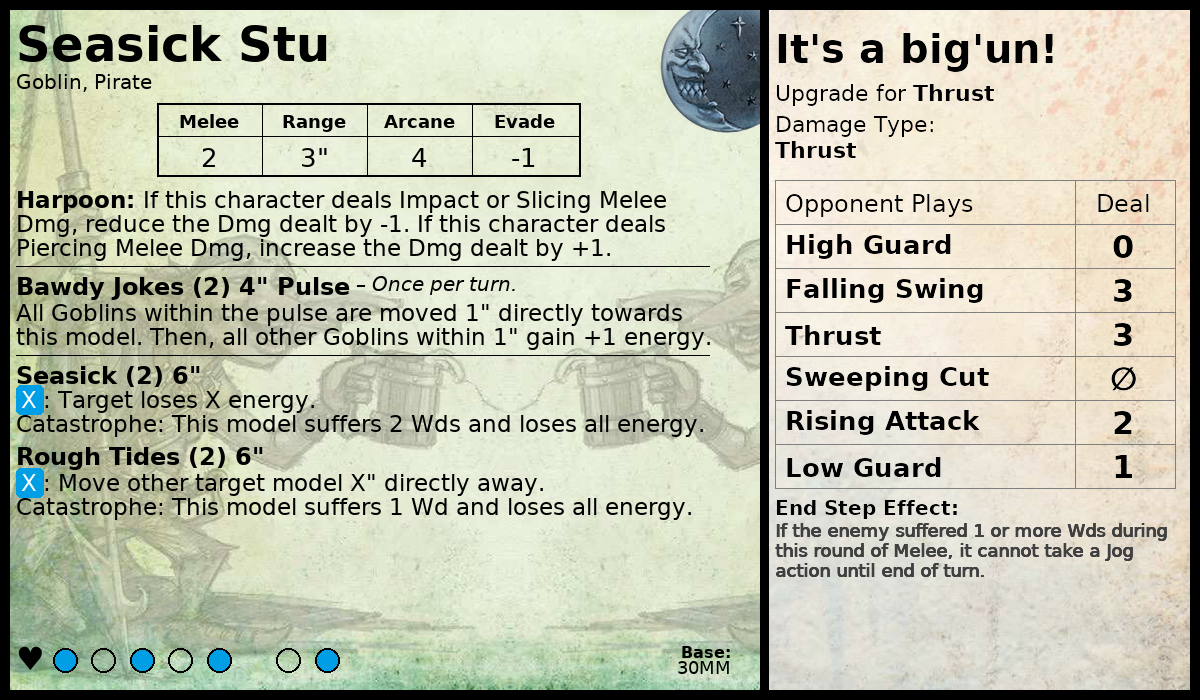 Seasick Stu
Goblin, Pirate
Melee Range Arcane Evade
2 3" 4 -1
Harpoon: If this character deals Impact or Slicing Melee
Dmg, reduce the Dmg dealt by -1. If this character deals
Piercing Melee Dmg, increase the Dmg dealt by +1.
Bawdy Jokes (2) 4" Pulse – Once per turn.
All Goblins within the pulse are moved 1" directly towards
this model. Then, all other Goblins within 1" gain +1 energy.
Seasick (2) 6"
X: Target loses X energy.
Catastrophe: This model suffers 2 Wds and loses all energy.
Rough Tides (2) 6"
X: Move other target model X" directly away.
Catastrophe: This model suffers 1 Wd and loses all energy.
Base:
30MM
It's a big'un!
Upgrade for Thrust
Damage Type:
Thrust
Opponent Plays Deal
High Guard 0
Falling Swing 3
Thrust 3
Sweeping Cut ∅
Rising Attack 2
Low Guard 1
End Step Effect:
If the enemy suffered 1 or more Wds during
this round of Melee, it cannot take a Jog
action until end of turn.